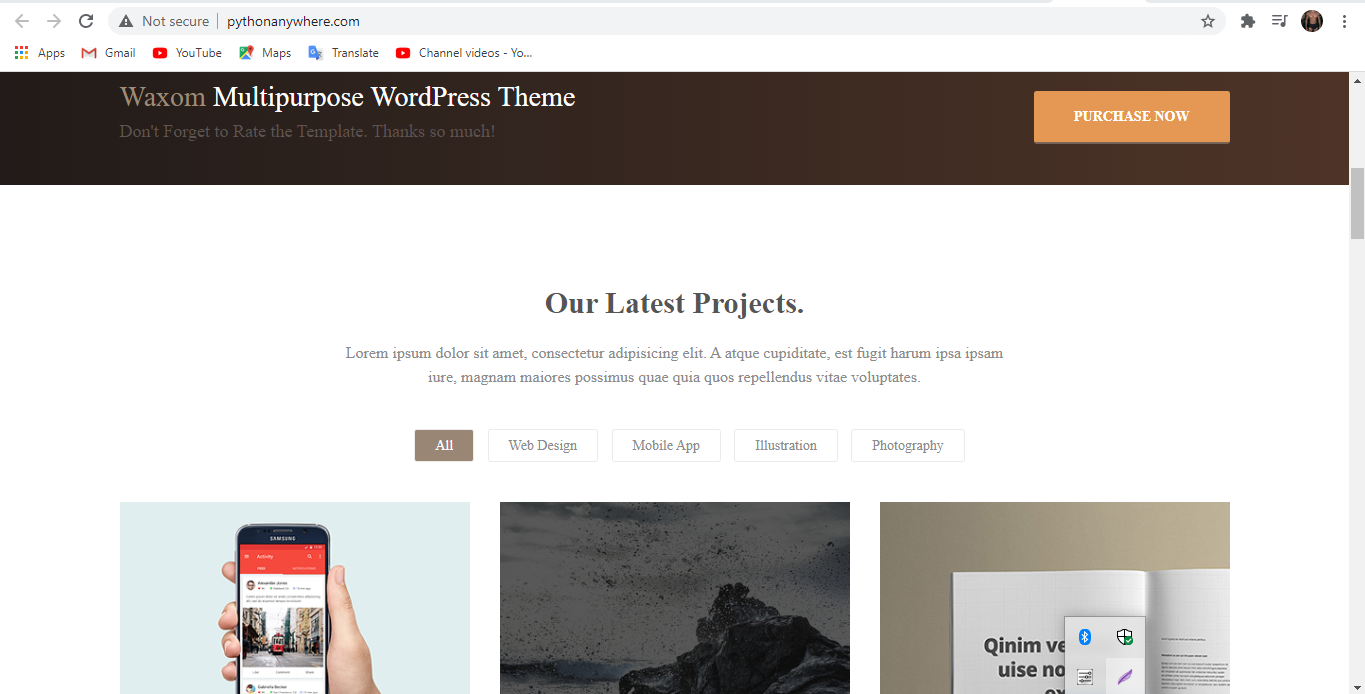 Not secure | pythonanywhere.com
Apps Gmail YouTube Maps Translate Channel videos - Yo...
Waxom Multipurpose WordPress Theme
Don't Forget to Rate the Template. Thanks so much!
PURCHASE NOW
Our Latest Projects.
Lorem ipsum dolor sit amet, consectetur adipisicing elit. A atque cupiditate, est fugit harum ipsa ipsam
iure, magnam maiores possimus quae quia quos repellendus vitae voluptates.
All Web Design Mobile App Illustration Photography
SAMSUNG
Activity
Qinim ve
uise no